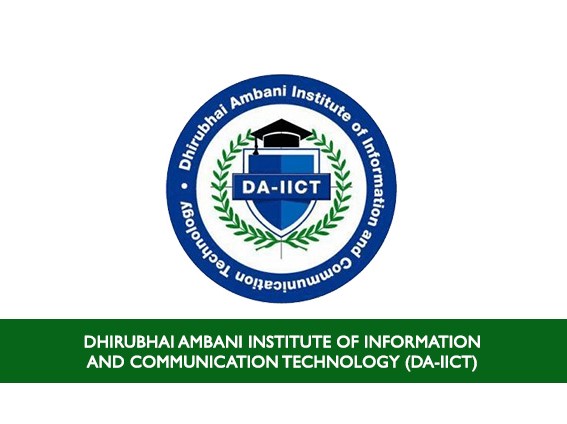 Dhirubhai Ambani Institute of Information and Communication Technology •
DA-IICT
DHIRUBHAI AMBANI INSTITUTE OF INFORMATION
AND COMMUNICATION TECHNOLOGY (DA-IICT)